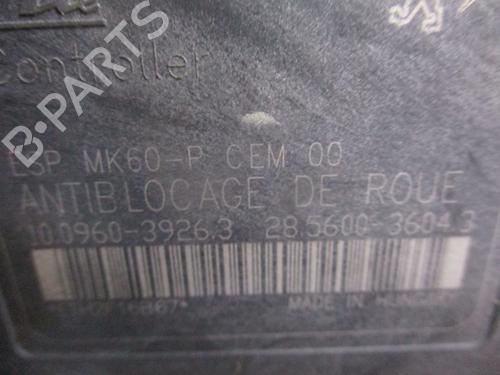 Controller
ESP MK60-P CEM 00
ANTIBLOCAGE DE ROUE
10.0960-3926.3 28.5600-3604.3
MADE IN HUNGARY
B-PARTS